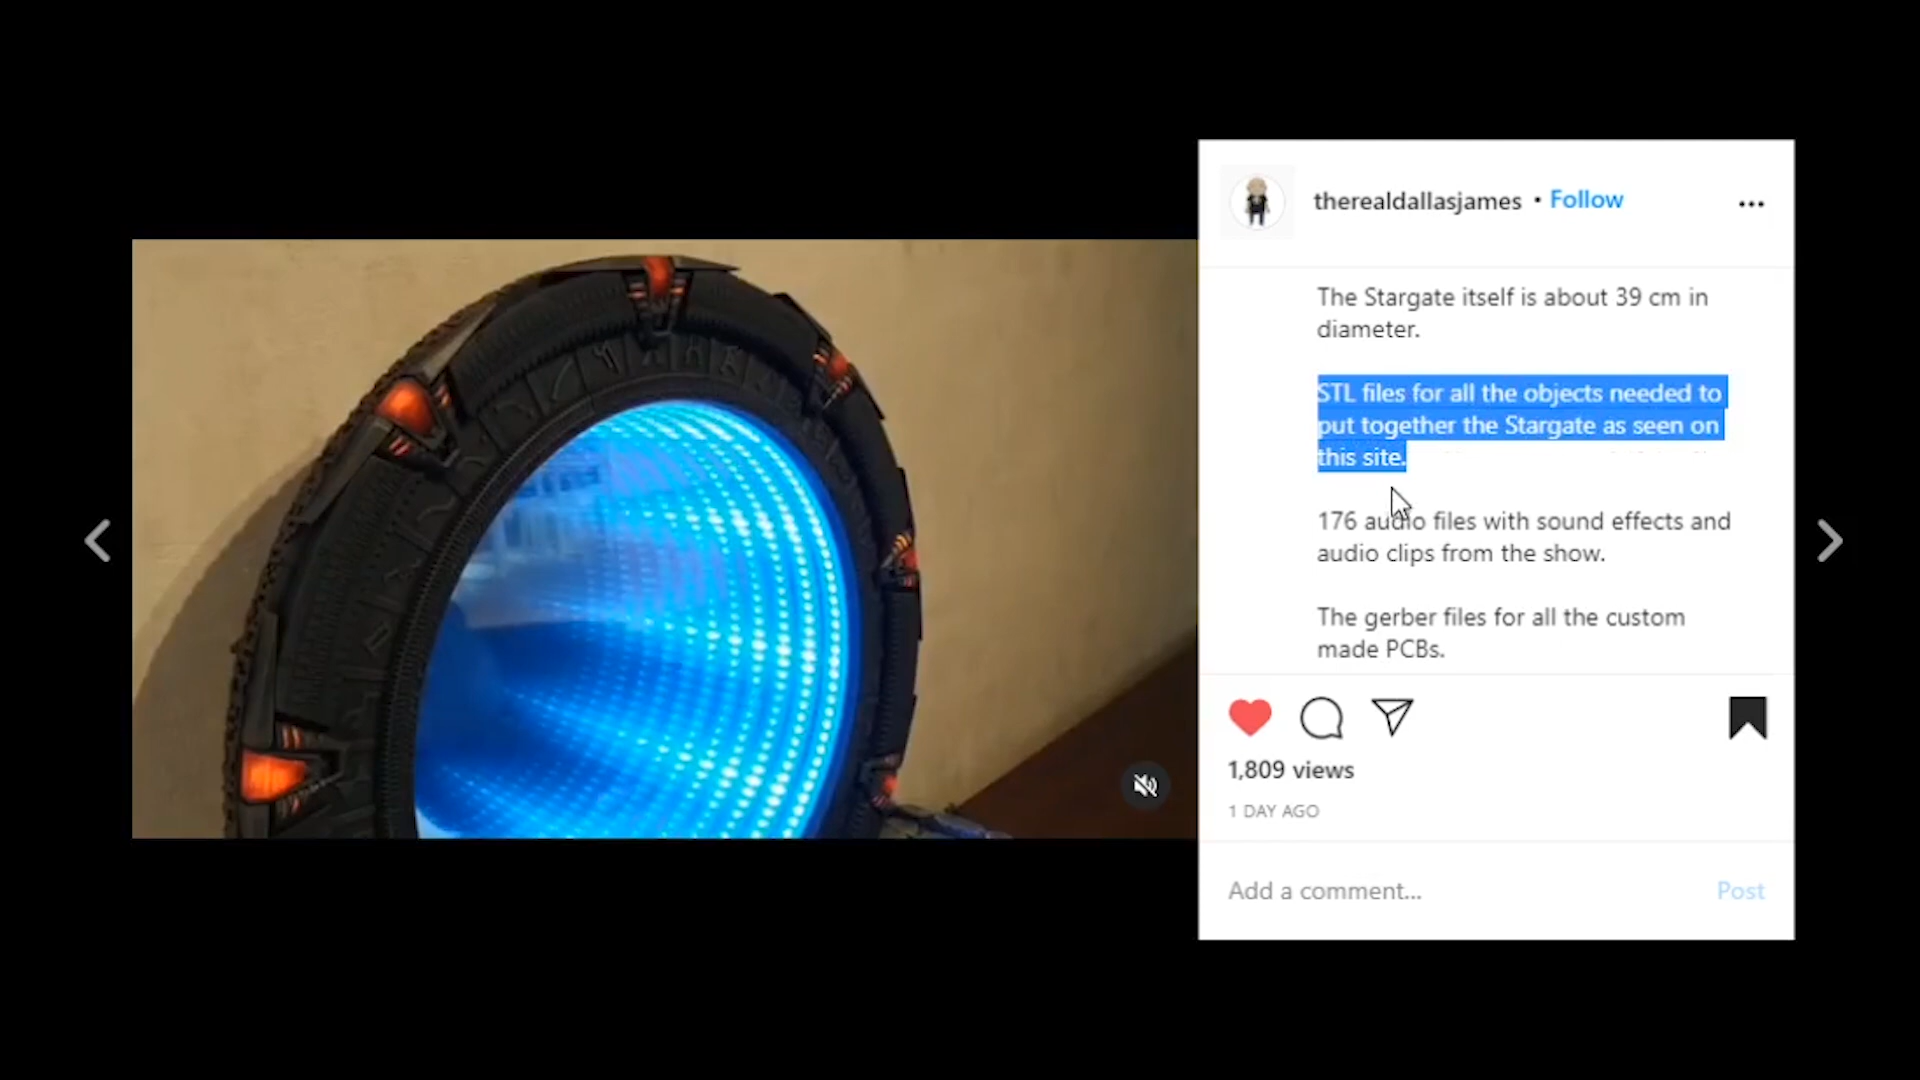 therealdallasjames • Follow
The Stargate itself is about 39 cm in
diameter.
STL files for all the objects needed to
put together the Stargate as seen on
this site.
176 audio files with sound effects and
audio clips from the show.
The gerber files for all the custom
made PCBs.
1,809 views
1 DAY AGO
Add a comment...
Post